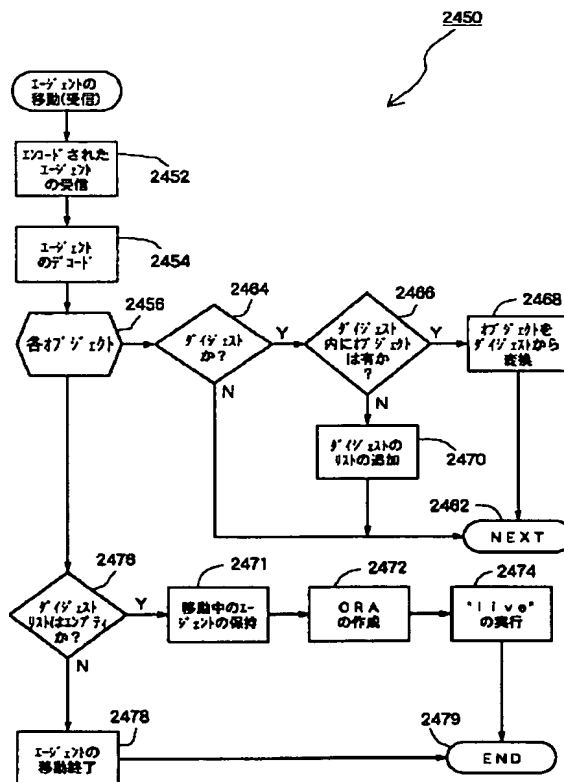 2450
エージェントの
移動(受信)
エンコードされた
エージェント
の受信
2452
エージェント
のデコード
2454
各オブジェクト
2456
ダイジェスト
か?
2464
Y
N
ダイジェスト
内にオブジェクト
は有か
?
2466
Y
N
オブジェクトを
ダイジェストから
変換
2468
ダイジェストの
リストの追加
2470
2462
NEXT
ダイジェスト
リストはエンプティ
か?
2476
Y
N
2471
移動中のエー
ジェントの保持
2472
ORA
の作成
2474
"live"
の実行
エージェントの
移動終了
2478
2479
END